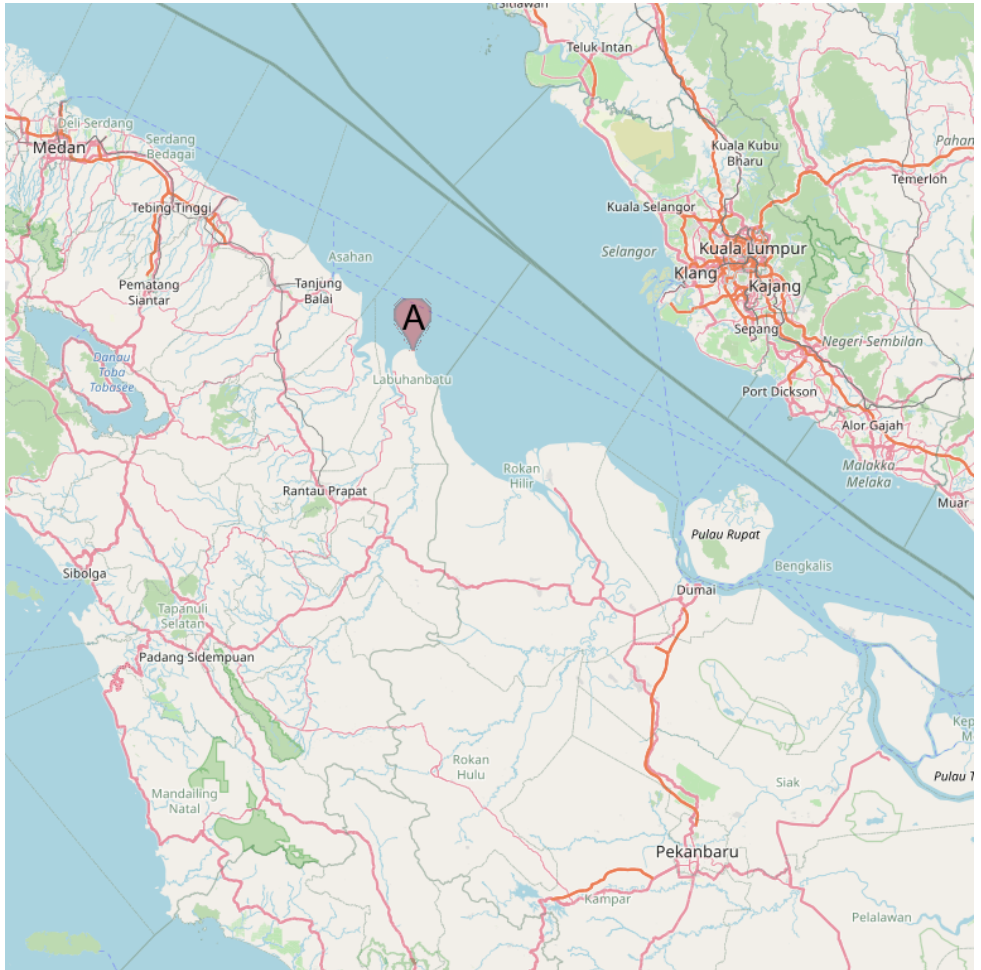 Sitiawan
Teluk Intan
Deli Serdang
Medan
Serdang
Bedagai
Kuala Kubu
Bharu
Pahan
Temerloh
Tebing Tinggi
Kuala Selangor
Selangor
Kuala Lumpur
Asahan
Klang
Kajang
Pematang
Siantar
Tanjung
Balai
A
Sepang
Negeri Sembilan
Danau
Toba
Tobasee
Labuhanbatu
Port Dickson
Alor Gajah
Malakka
Melaka
Rokan
Hilir
Rantau Prapat
Muar
Pulau Rupat
Sibolga
Bengkalis
Dumai
Tapanuli
Selatan
Padang Sidempuan
Kep
M
Rokan
Hulu
Siak
Pulau T
Mandailing
Natal
Pekanbaru
Kampar
Pelalawan